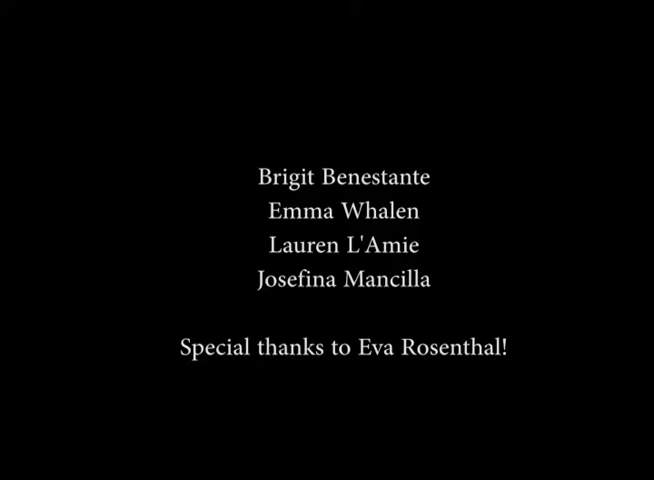 Brigit Benestante
Emma Whalen
Lauren L'Amie
Josefina Mancilla
Special thanks to Eva Rosenthal!